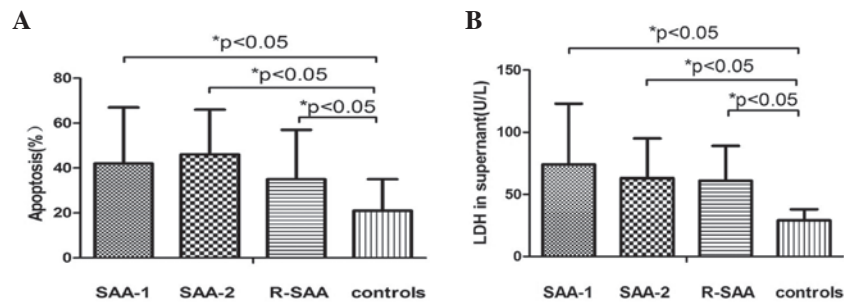 A
*p<0.05
*p<0.05
*p<0.05
80
60
40
20
0
Apoptosis(%)
SAA-1 SAA-2 R-SAA controls
B
*p<0.05
*p<0.05
*p<0.05
150
100
50
0
LDH in supernant(U/L)
SAA-1 SAA-2 R-SAA controls